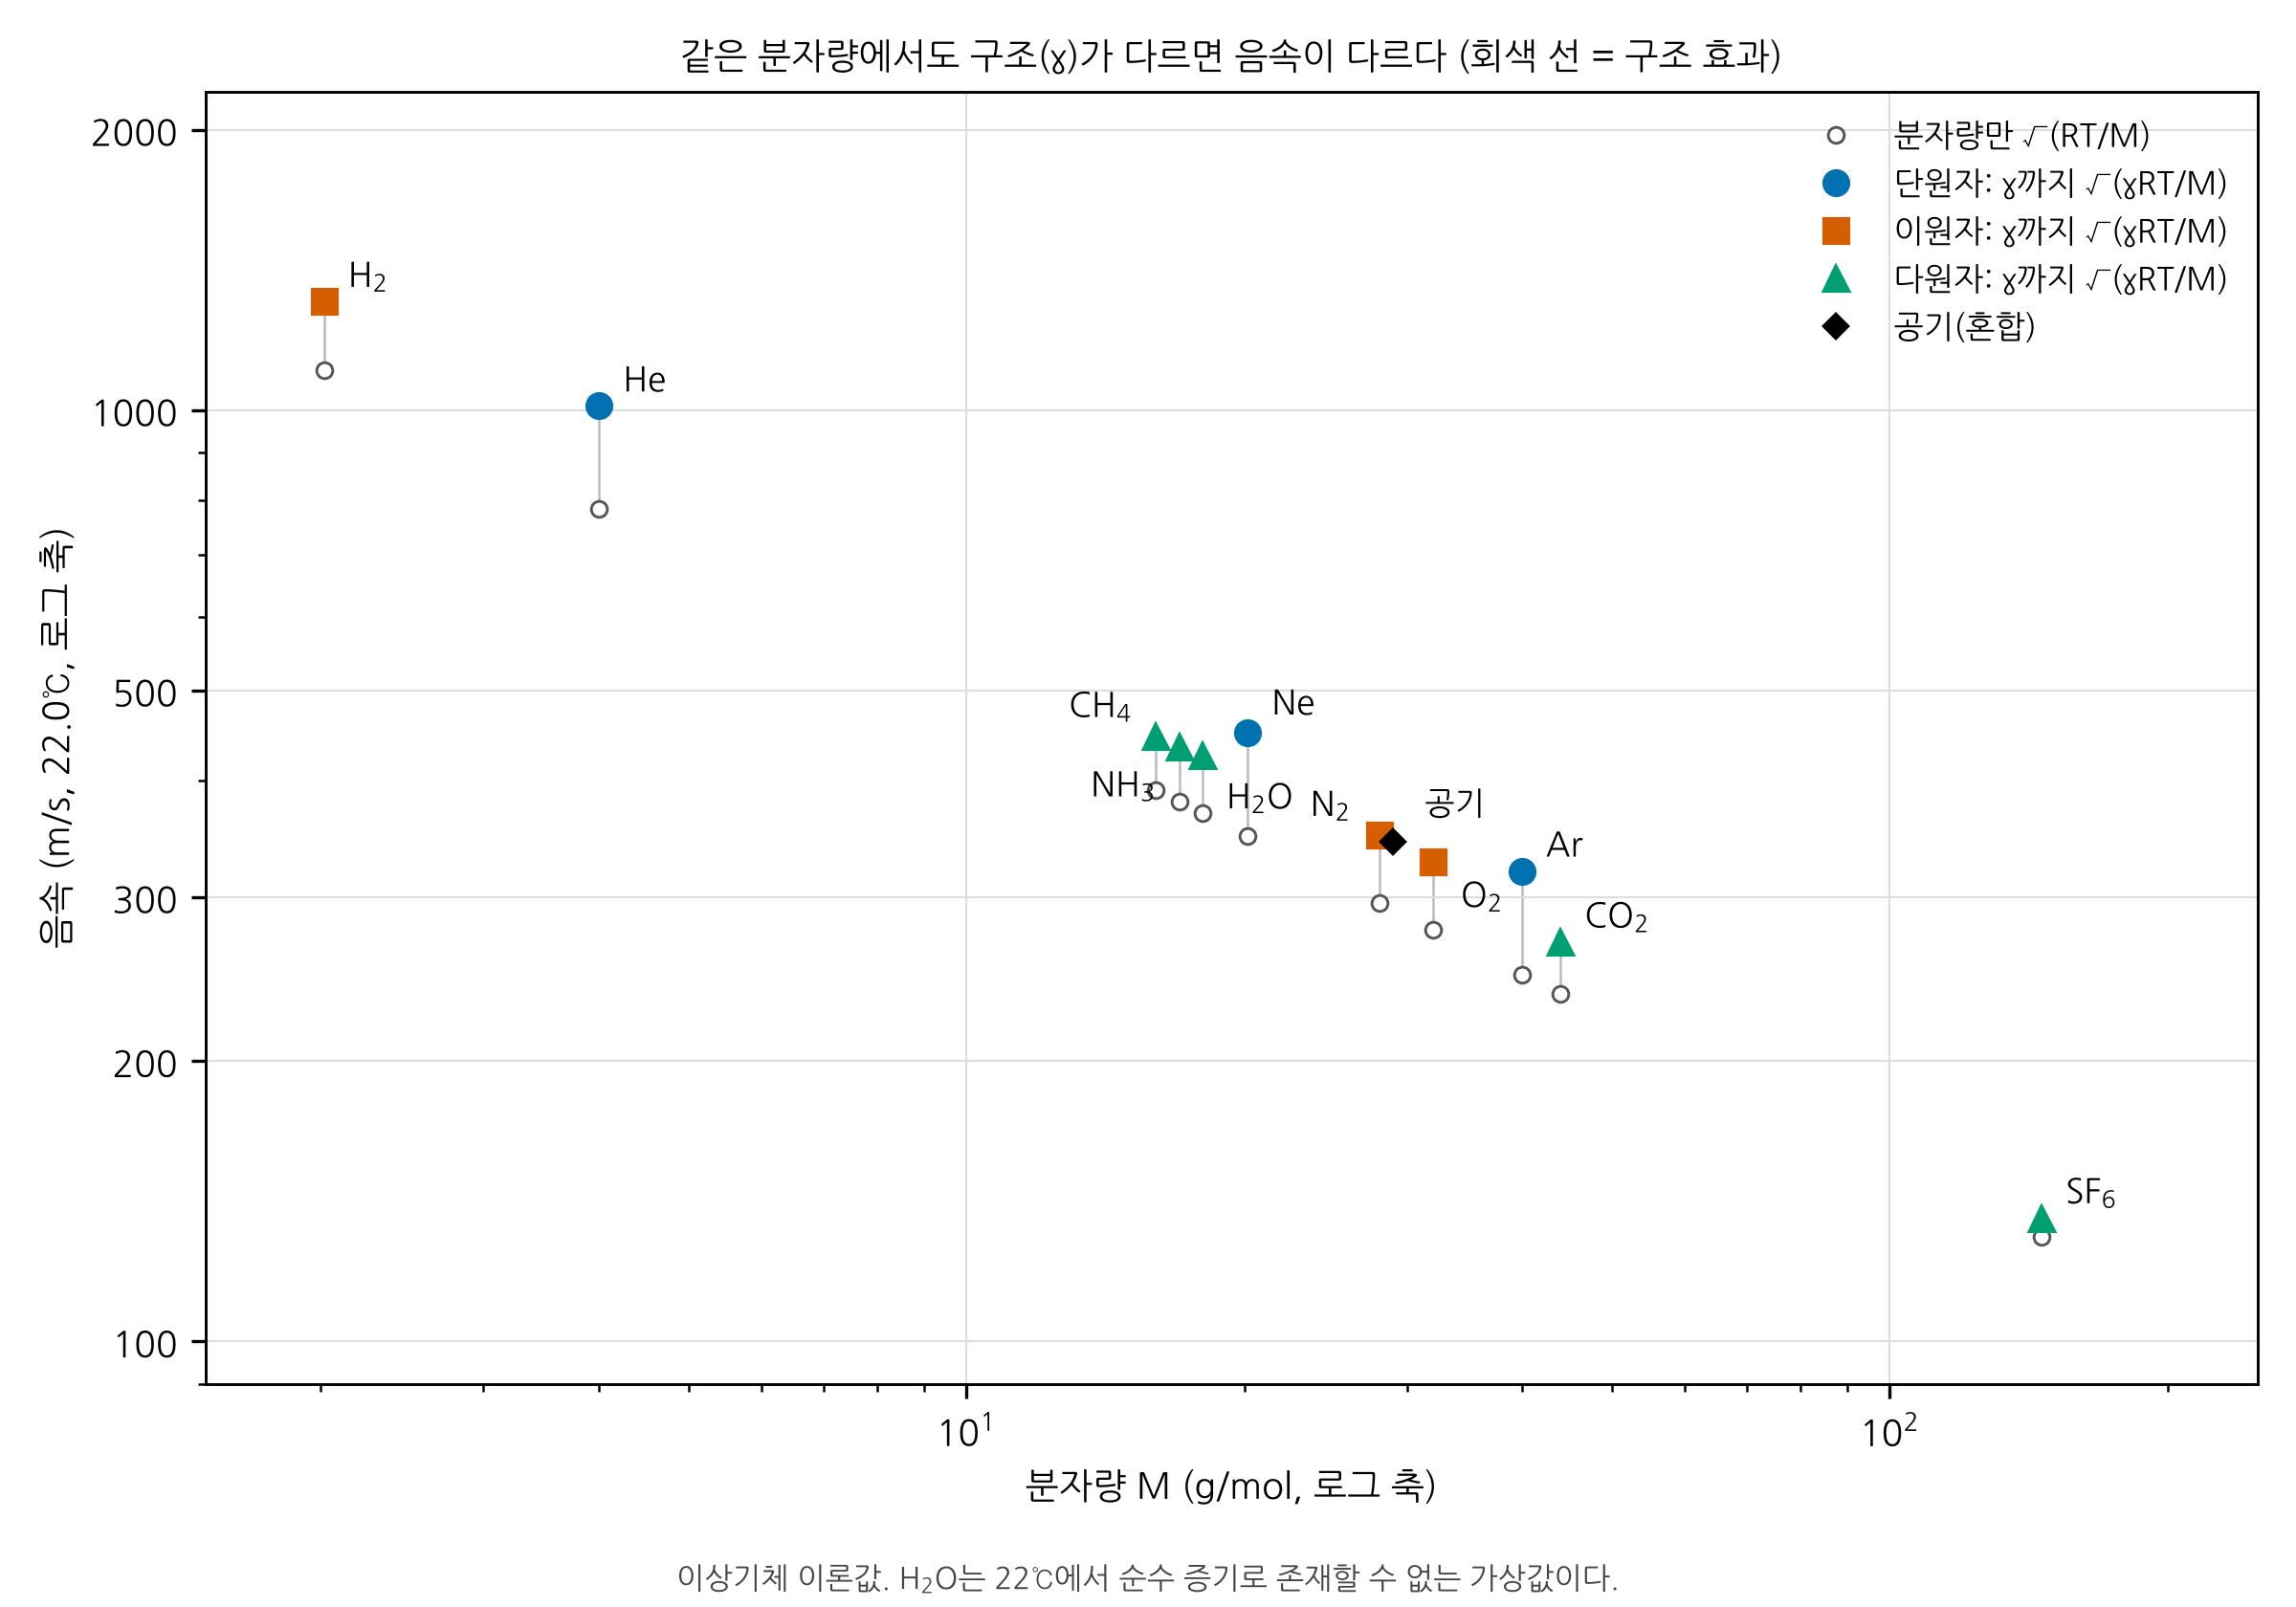 같은 분자량에서도 구조(γ)가 다르면 음속이 다르다 (회색 선 = 구조 효과)
분자량만 √(RT/M)
단원자: γ까지 √(γRT/M)
이원자: γ까지 √(γRT/M)
다원자: γ까지 √(γRT/M)
공기(혼합)
음속 (m/s, 22.0℃, 로그 축)
2000
1000
500
300
200
100
H₂
He
CH₄
Ne
NH₃
H₂O
N₂
공기
Ar
O₂
CO₂
SF₆
10¹
10²
분자량 M (g/mol, 로그 축)
이상기체 이론값. H₂O는 22℃에서 순수 증기로 존재할 수 없는 가상값이다.